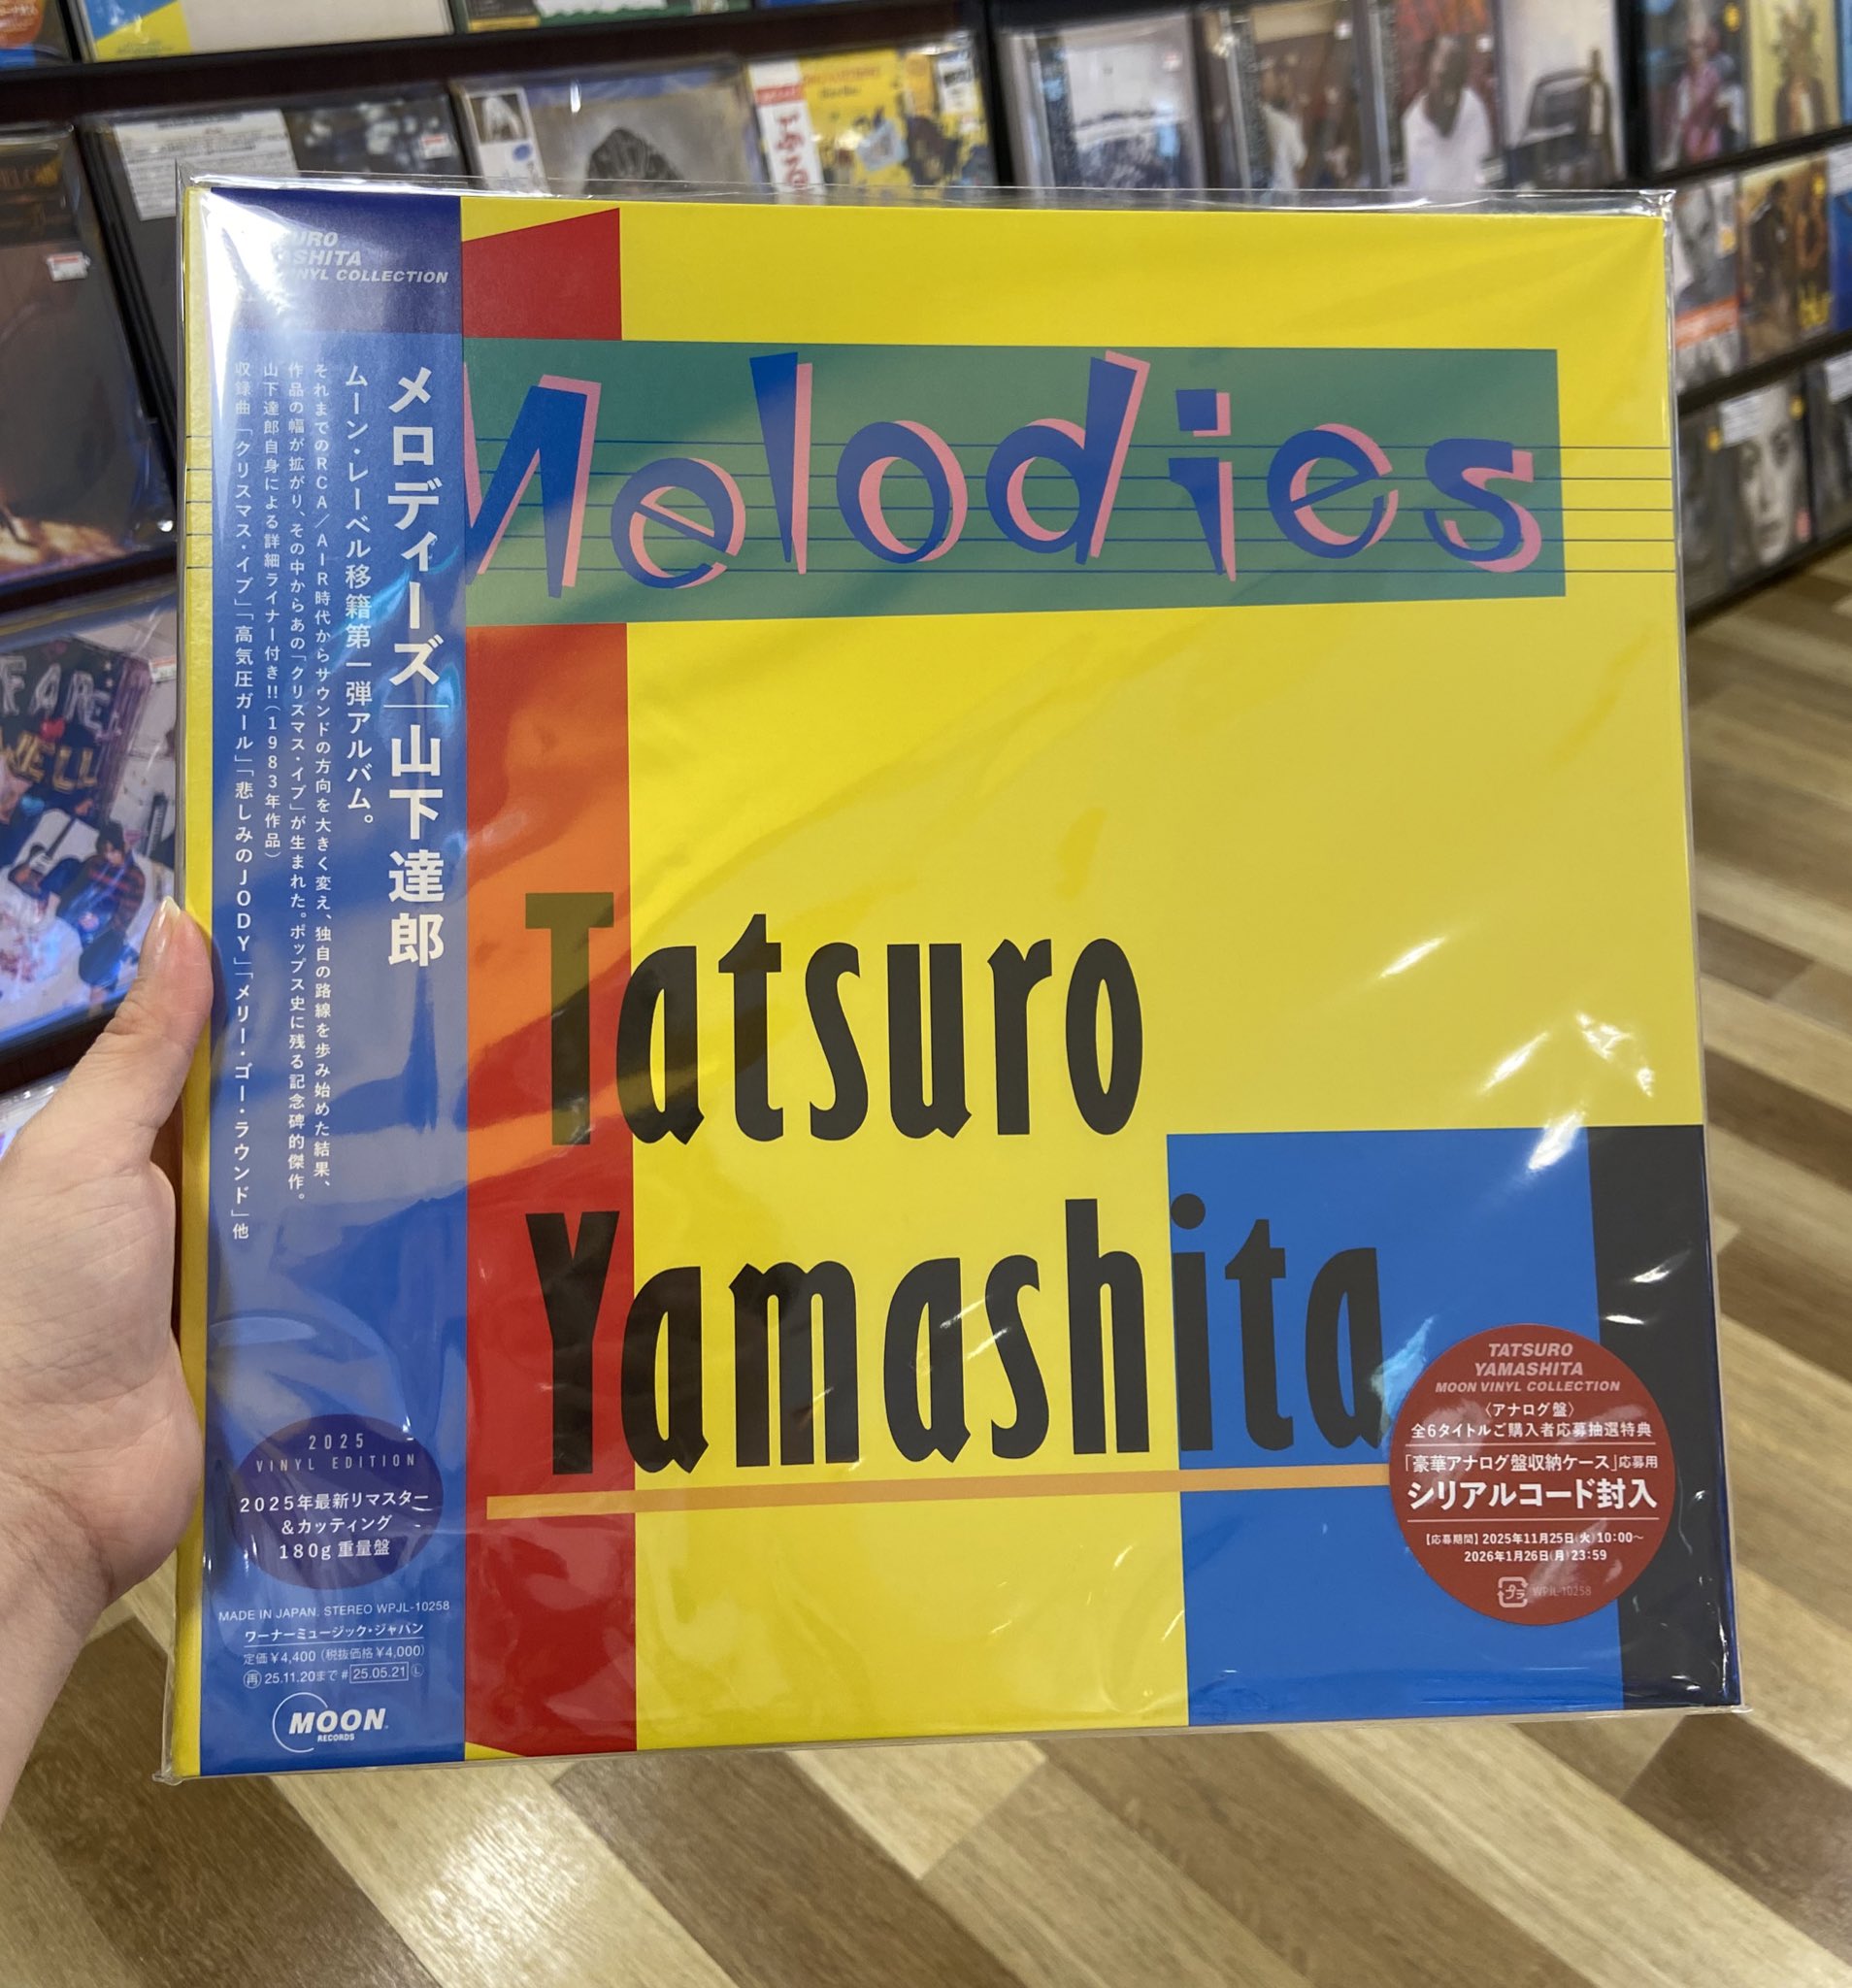 VINYL COLLECTION
メロディーズ｜山下達郎
ムーン・レーベル移籍第一弾アルバム。
それまでのRCA／AIR時代からサウンドの方向を大きく変え、独自の路線を歩み始めた結果、
作品の幅が拡がり、その中からあの「クリスマス・イブ」が生まれた。ポップス史に残る記念碑的傑作。
山下達郎自身による詳細ライナー付き!!（1983年作品）
収録曲「クリスマス・イブ」「高気圧ガール」「悲しみのJODY」「メリー・ゴー・ラウンド」他
2025
VINYL EDITION
2025年最新リマスター
&カッティング
180g 重量盤
MADE IN JAPAN. STEREO WPJL-10258
ワーナーミュージック・ジャパン
定価¥4,400（税抜価格¥4,000）
再 25.11.20まで # 25.05.21 L
MOON
RECORDS
Melodies
Tatsuro
Yamashita
TATSURO
YAMASHITA
MOON VINYL COLLECTION
〈アナログ盤〉
全6タイトルご購入者応募抽選特典
「豪華アナログ盤収納ケース」応募用
シリアルコード封入
【応募期間】2025年11月25日(火)10:00〜
2026年1月26日(月)23:59
プラ WPJL-10258